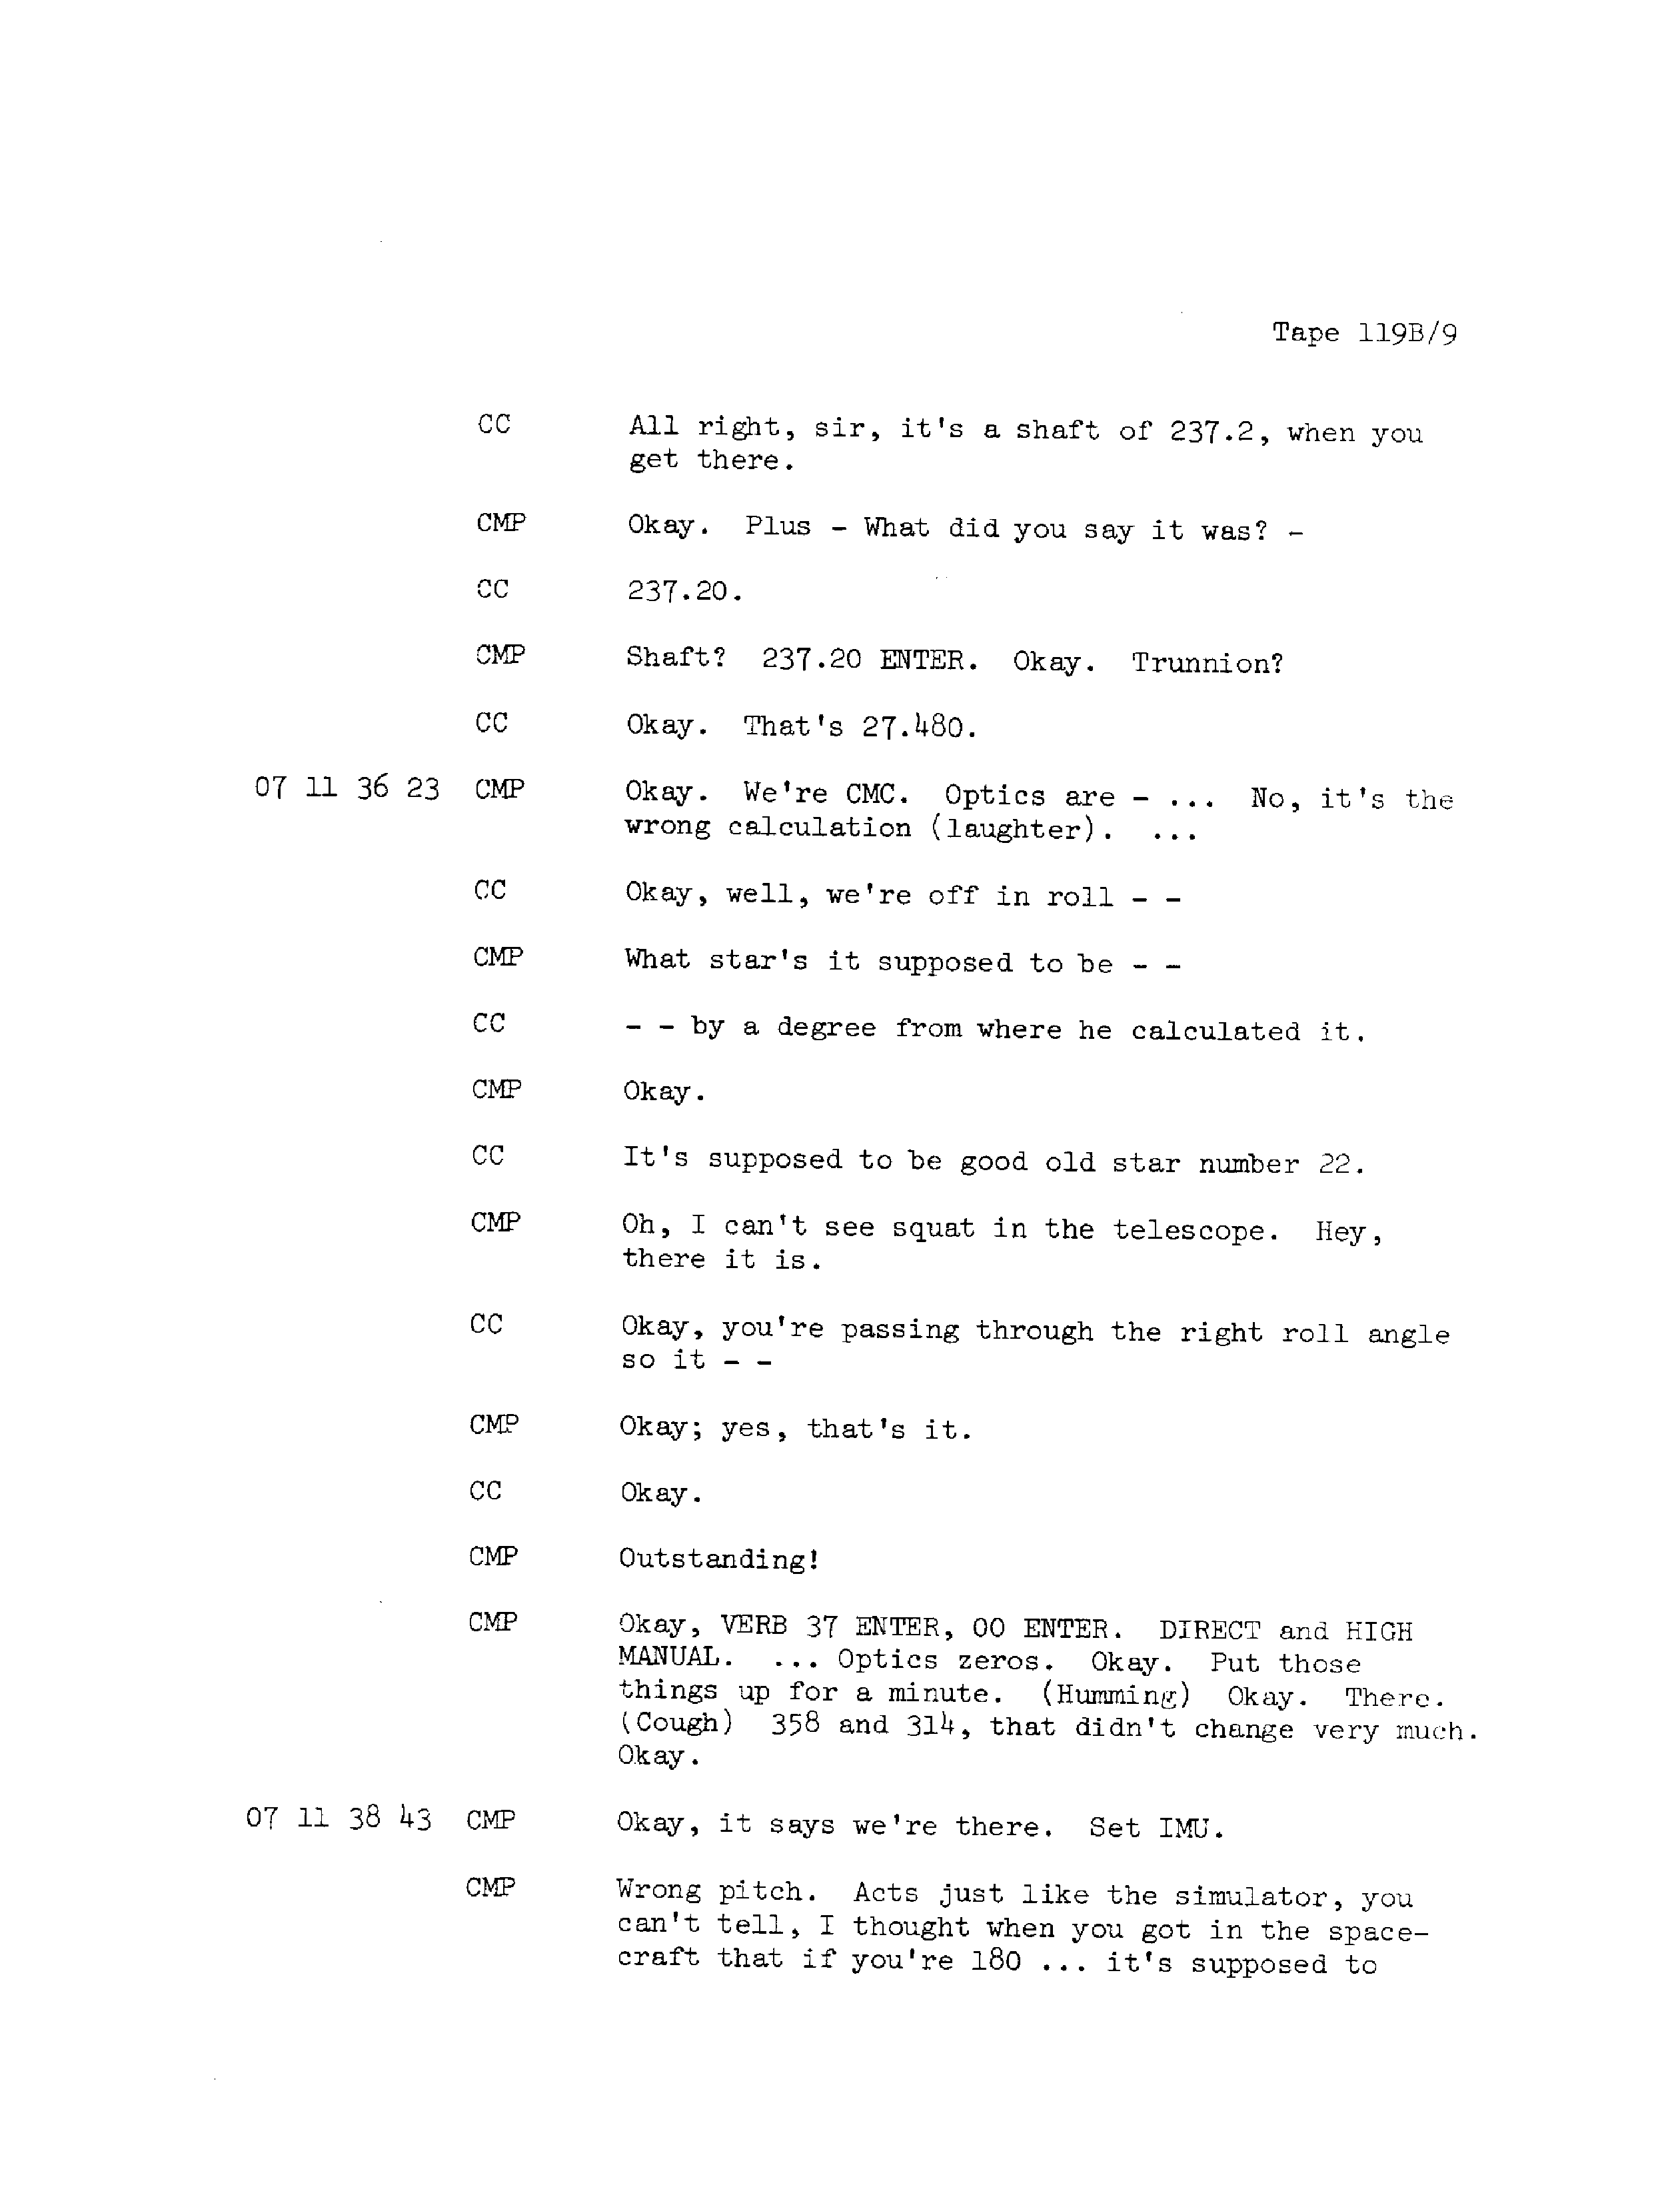 Tape 119B/9
CC All right, sir, it's a shaft of 237.2, when you
get there.
CMP Okay. Plus - What did you say it was? -
CC 237.20.
CMP Shaft? 237.20 ENTER. Okay. Trunnion?
CC Okay. That's 27.480.
07 11 36 23 CMP Okay. We're CMC. Optics are - ... No, it's the
wrong calculation (laughter). ...
CC Okay, well, we're off in roll - -
CMP What star's it supposed to be - -
CC - - by a degree from where he calculated it.
CMP Okay.
CC It's supposed to be good old star number 22.
CMP Oh, I can't see squat in the telescope. Hey,
there it is.
CC Okay, you're passing through the right roll angle
so it - -
CMP Okay; yes, that's it.
CC Okay.
CMP Outstanding!
CMP Okay, VERB 37 ENTER, 00 ENTER. DIRECT and HIGH
MANUAL. ... Optics zeros. Okay. Put those
things up for a minute. (Humming) Okay. There.
(Cough) 358 and 314, that didn't change very much.
Okay.
07 11 38 43 CMP Okay, it says we're there. Set IMU.
CMP Wrong pitch. Acts just like the simulator, you
can't tell, I thought when you got in the space-
craft that if you're 180 ... it's supposed to